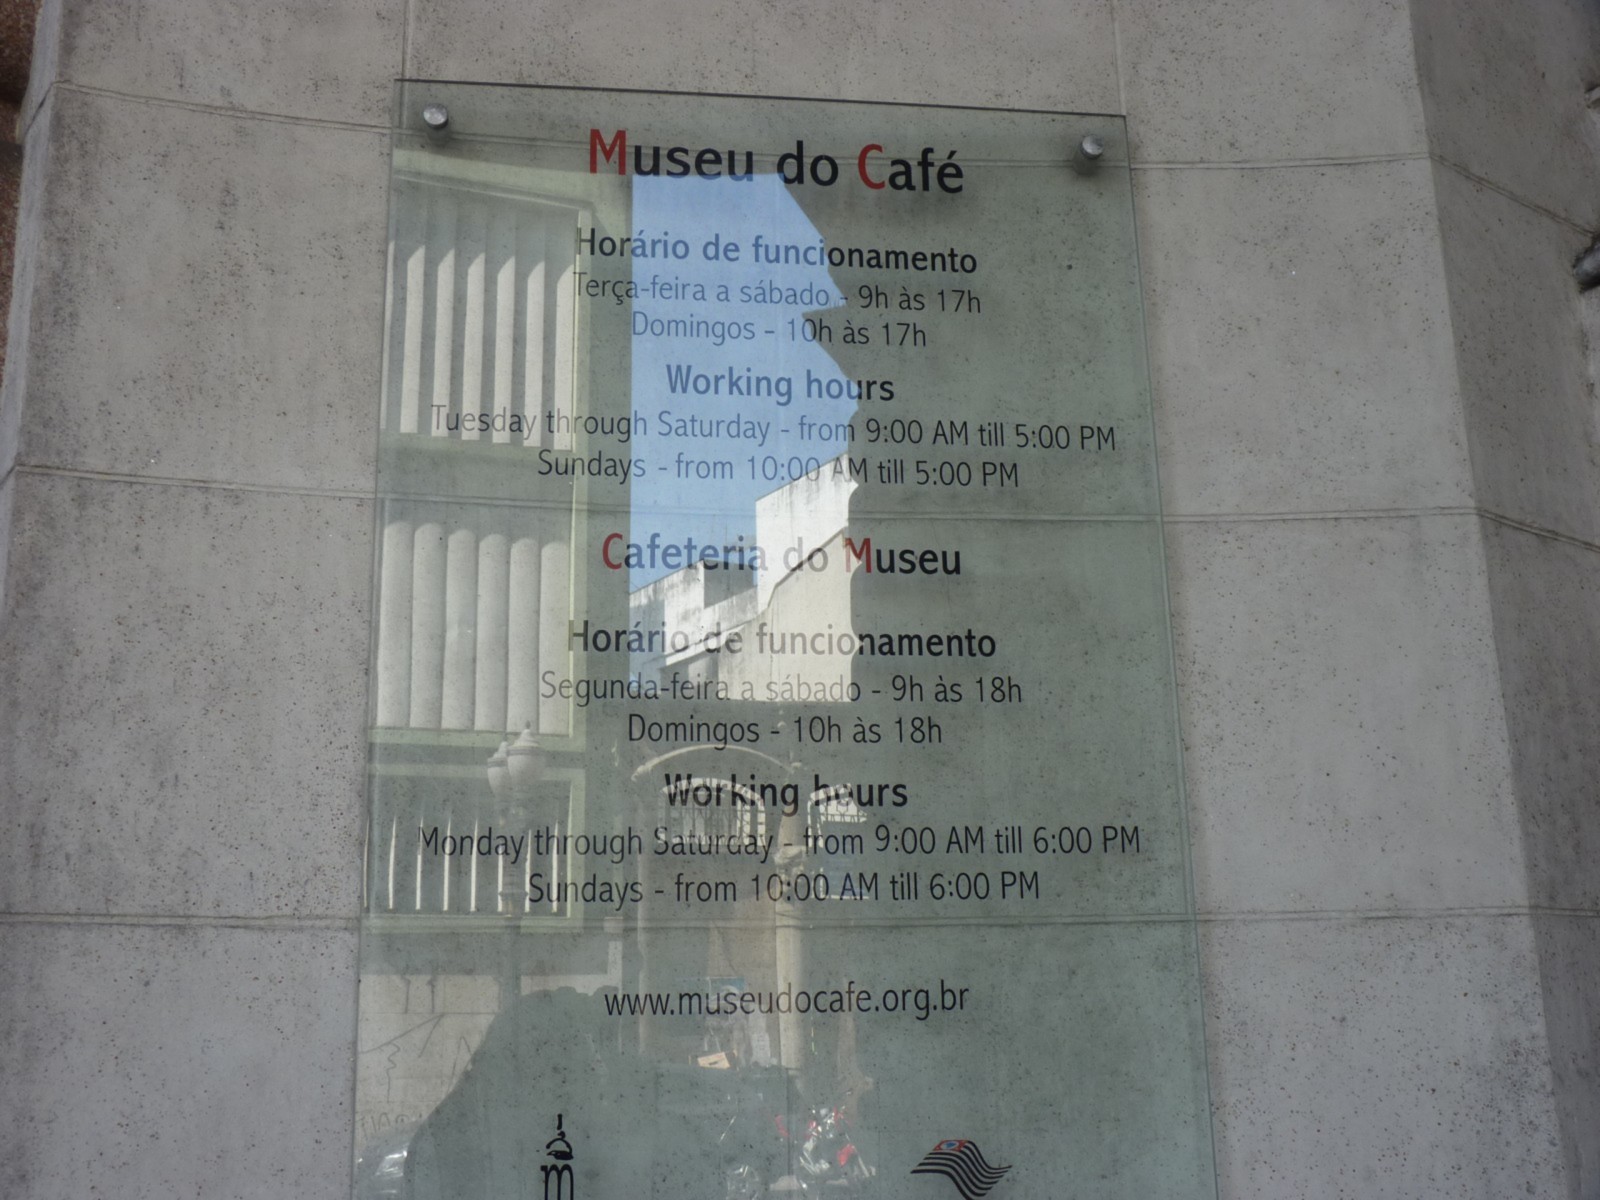 Museu do Café
Horário de funcionamento
Terça-feira a sábado - 9h às 17h
Domingos - 10h às 17h
Working hours
Tuesday through Saturday - from 9:00 AM till 5:00 PM
Sundays - from 10:00 AM till 5:00 PM
Cafeteria do Museu
Horário de funcionamento
Segunda-feira a sábado - 9h às 18h
Domingos - 10h às 18h
Working hours
Monday through Saturday - from 9:00 AM till 6:00 PM
Sundays - from 10:00 AM till 6:00 PM
www.museudocafe.org.br
m